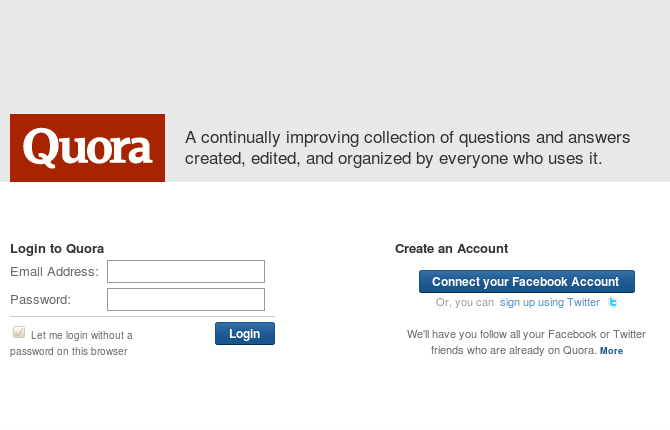 Quora
A continually improving collection of questions and answers
created, edited, and organized by everyone who uses it.
Login to Quora
Email Address:
Password:
Let me login without a
password on this browser
Login
Create an Account
Connect your Facebook Account
Or, you can sign up using Twitter
We'll have you follow all your Facebook or Twitter
friends who are already on Quora. More